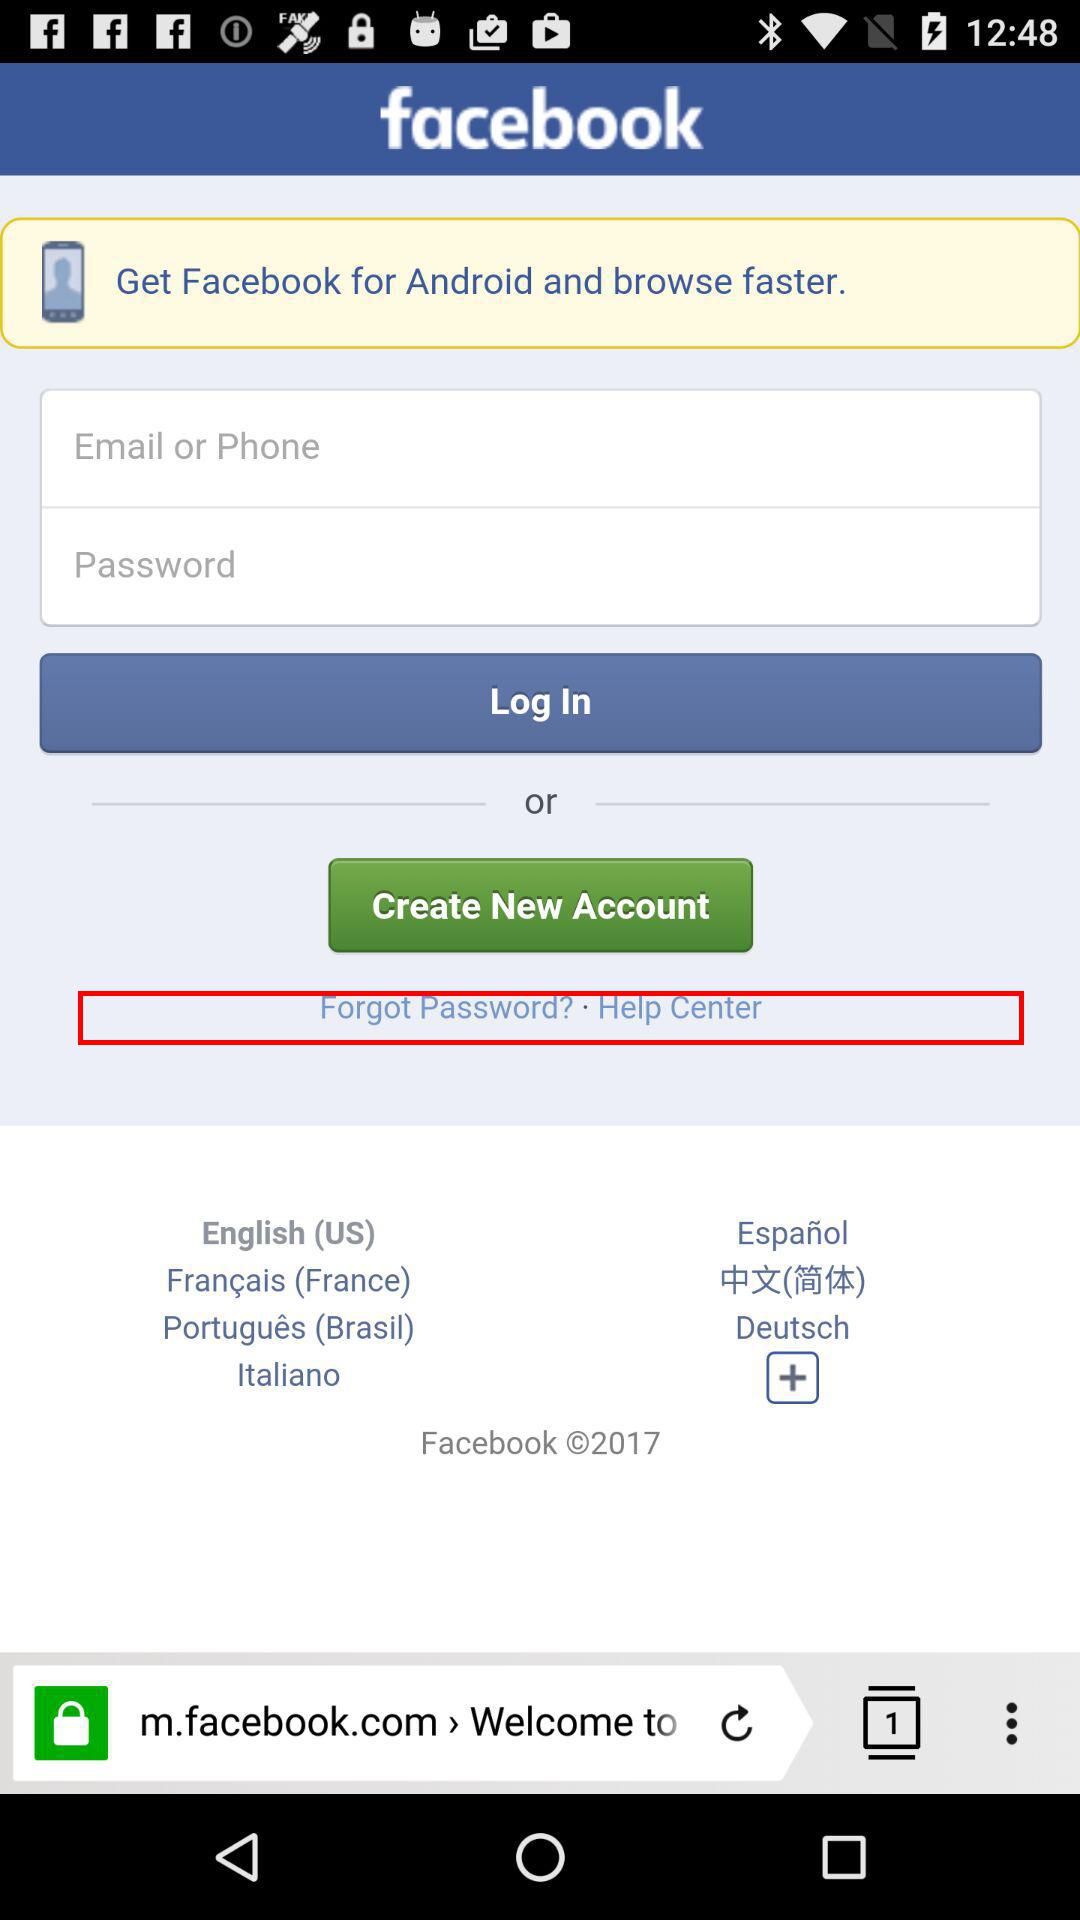 FAKE
12:48
facebook
Get Facebook for Android and browse faster.
Email or Phone
Password
Log In
or
Create New Account
Forgot Password? · Help Center
English (US)
Español
Français (France)
中文(简体)
Português (Brasil)
Deutsch
Italiano
Facebook ©2017
m.facebook.com › Welcome to
1